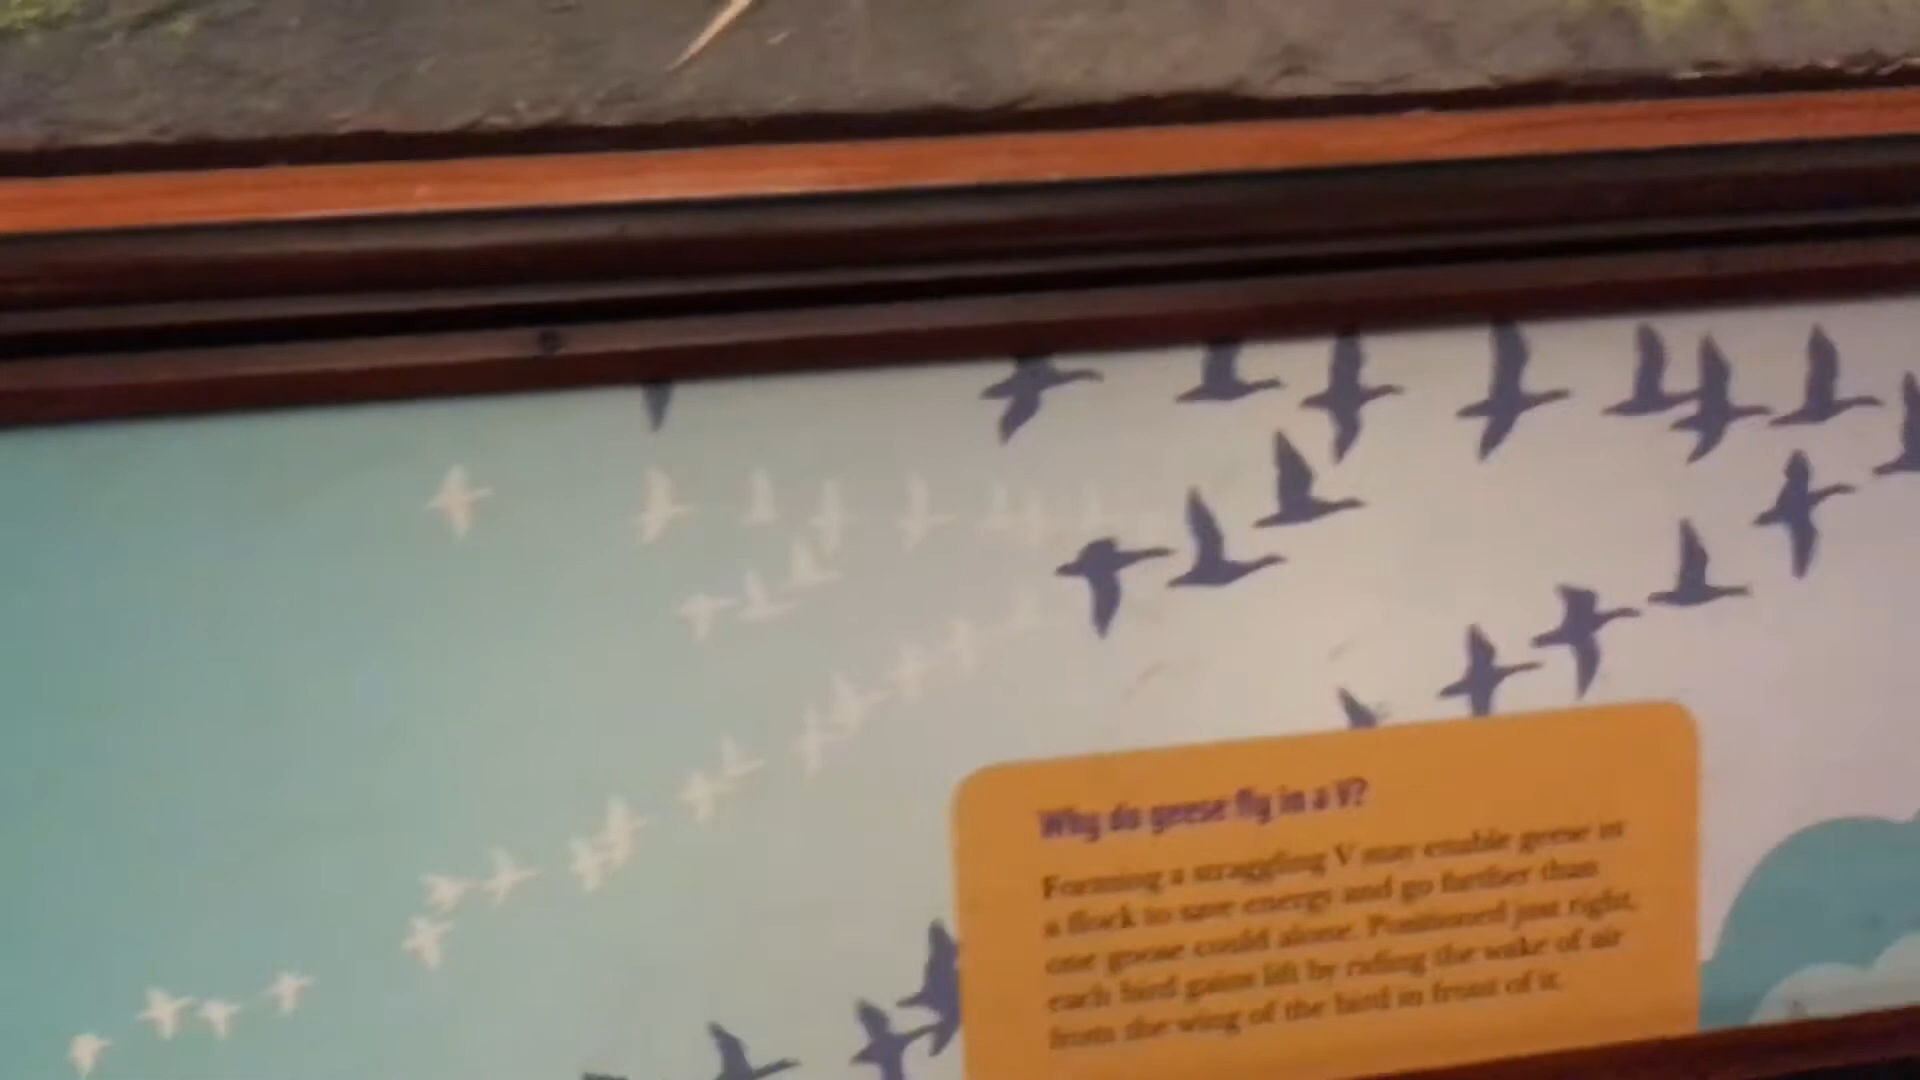 Why do geese fly in a V?
Forming a straggling V may enable geese in
a flock to save energy and go further than
one goose could alone. Positioned just right,
each bird gains lift by riding the wake of air
from the wing of the bird in front of it.